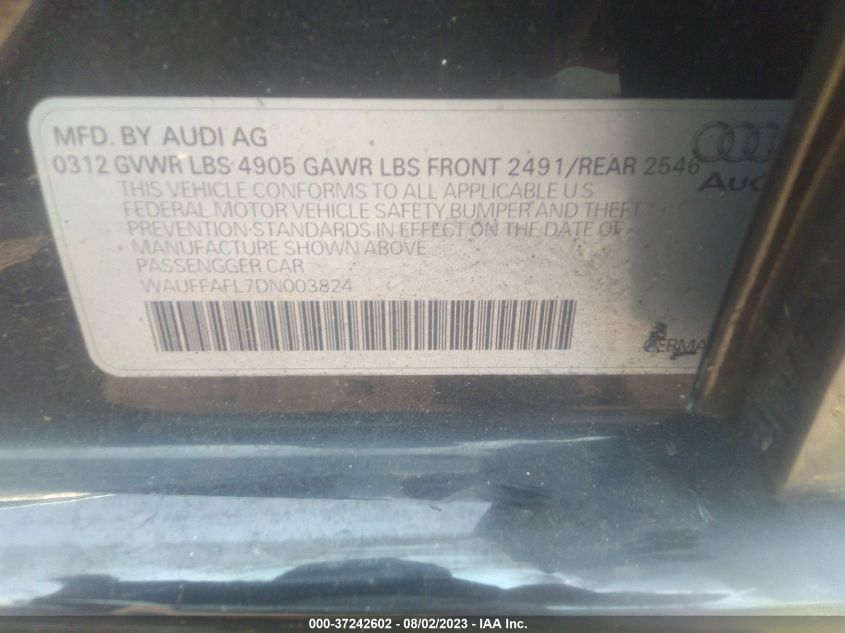 MFD. BY AUDI AG
0312 GVWR LBS 4905 GAWR LBS FRONT 2491/REAR 2546
Audi
THIS VEHICLE CONFORMS TO ALL APPLICABLE U S
FEDERAL MOTOR VEHICLE SAFETY,BUMPER AND THEFT
PREVENTION-STANDARDS IN EFFECT ON THE DATE OF
MANUFACTURE SHOWN ABOVE
PASSENGGER CAR
WAUFFAFL7DN003824
000-37242602 - 08/02/2023 - IAA Inc.